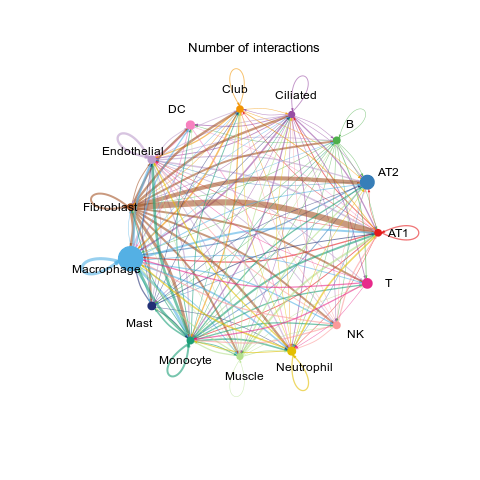 Number of interactions
Club
Ciliated
DC
B
Endothelial
AT2
Fibroblast
AT1
Macrophage
T
Mast
NK
Monocyte
Neutrophil
Muscle